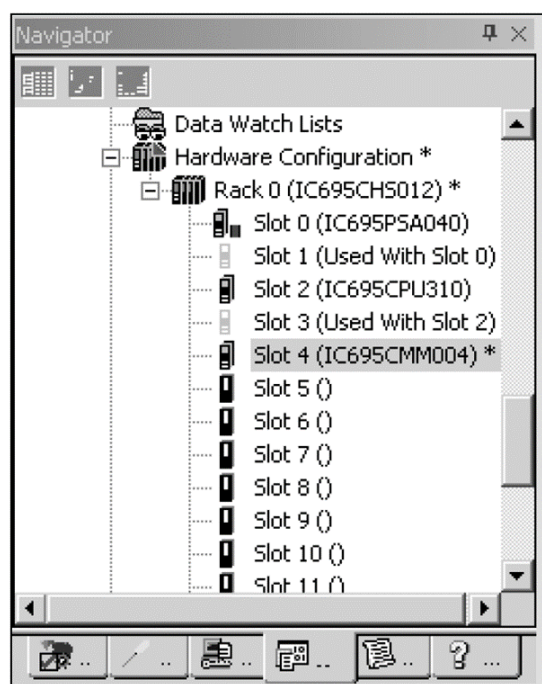 Navigator
Data Watch Lists
Hardware Configuration *
Rack 0 (IC695CHS012) *
Slot 0 (IC695PSA040)
Slot 1 (Used With Slot 0)
Slot 2 (IC695CPU310)
Slot 3 (Used With Slot 2)
Slot 4 (IC695CMM004) *
Slot 5 ()
Slot 6 ()
Slot 7 ()
Slot 8 ()
Slot 9 ()
Slot 10 ()
Slot 11 ()
.. .. .. .. .. ...